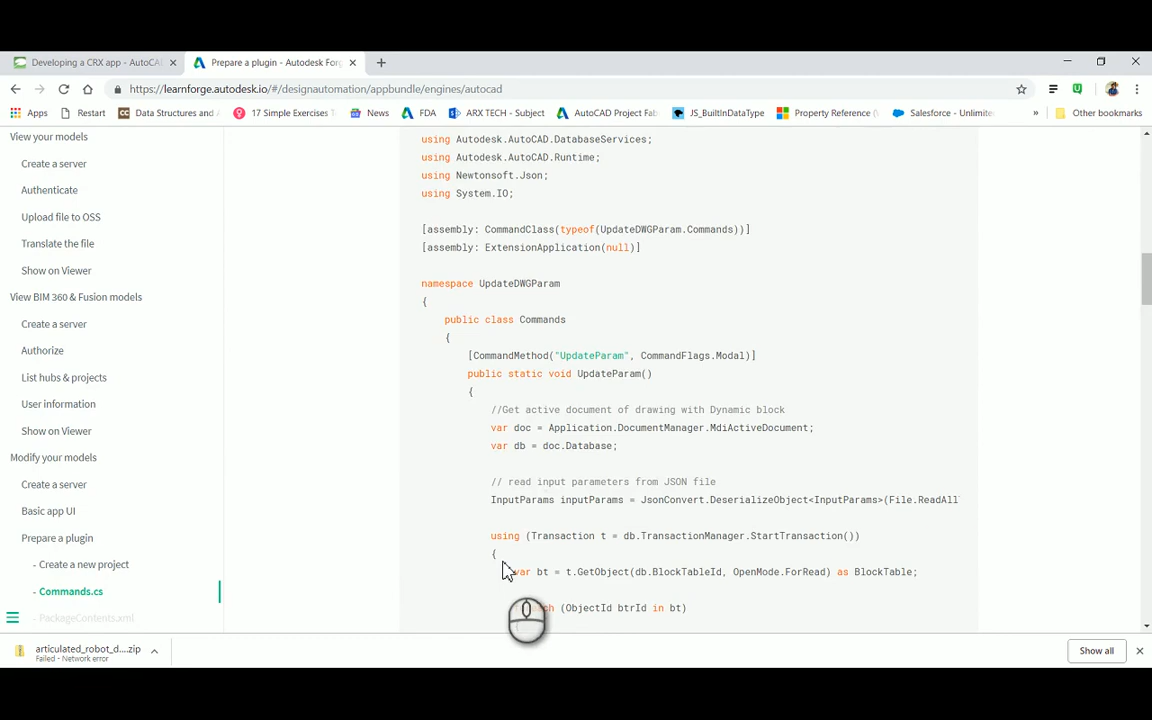 Developing a CRX app - AutoCA
Prepare a plugin - Autodesk For
https://learnforge.autodesk.io/#/designautomation/appbundle/engines/autocad
Apps
Restart
Data Structures and
17 Simple Exercises
News
FDA
ARX TECH - Subject
AutoCAD Project Fab
JS_BuiltInDataType
Property Reference (
Salesforce - Unlimite
»
Other bookmarks
View your models
Create a server
Authenticate
Upload file to OSS
Translate the file
Show on Viewer
View BIM 360 & Fusion models
Create a server
Authorize
List hubs & projects
User information
Show on Viewer
Modify your models
Create a server
Basic app UI
Prepare a plugin
- Create a new project
- Commands.cs
- PackageContents.xml
using Autodesk.AutoCAD.DatabaseServices;
using Autodesk.AutoCAD.Runtime;
using Newtonsoft.Json;
using System.IO;
[assembly: CommandClass(typeof(UpdateDWGParam.Commands))]
[assembly: ExtensionApplication(null)]
namespace UpdateDWGParam
{
public class Commands
{
[CommandMethod("UpdateParam", CommandFlags.Modal)]
public static void UpdateParam()
{
//Get active document of drawing with Dynamic block
var doc = Application.DocumentManager.MdiActiveDocument;
var db = doc.Database;
// read input parameters from JSON file
InputParams inputParams = JsonConvert.DeserializeObject<InputParams>(File.ReadAll
using (Transaction t = db.TransactionManager.StartTransaction())
{
var bt = t.GetObject(db.BlockTableId, OpenMode.ForRead) as BlockTable;
(ObjectId btrId in bt)
articulated_robot_d....zip
Failed - Network error
Show all